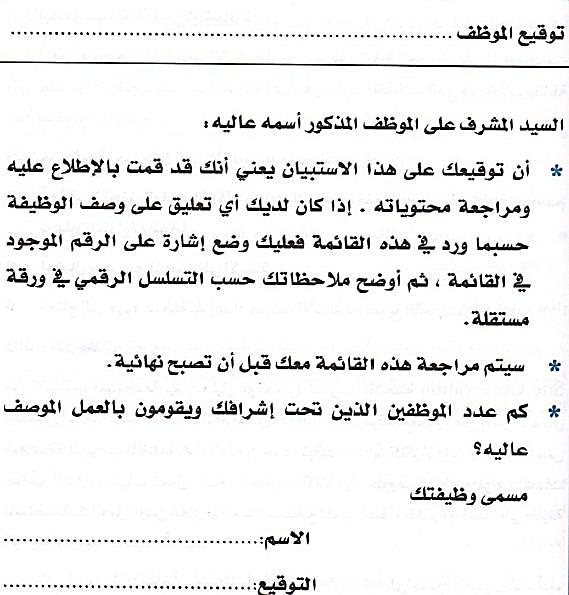 توقيع الموظف ......................................................
السيد المشرف على الموظف المذكور أسمه عاليه :
* أن توقيعك على هذا الاستبيان يعني أنك قد قمت بالإطلاع عليه
ومراجعة محتوياته . إذا كان لديك أي تعليق على وصف الوظيفة
حسبما ورد في هذه القائمة فعليك وضع إشارة على الرقم الموجود
في القائمة ، ثم أوضح ملاحظاتك حسب التسلسل الرقمي في ورقة
مستقلة.
* سيتم مراجعة هذه القائمة معك قبل أن تصبح نهائية.
* كم عدد الموظفين الذين تحت إشرافك ويقومون بالعمل الموصف
عاليه؟
مسمى وظيفتك
الاسم:....................................
التوقيع:...................................